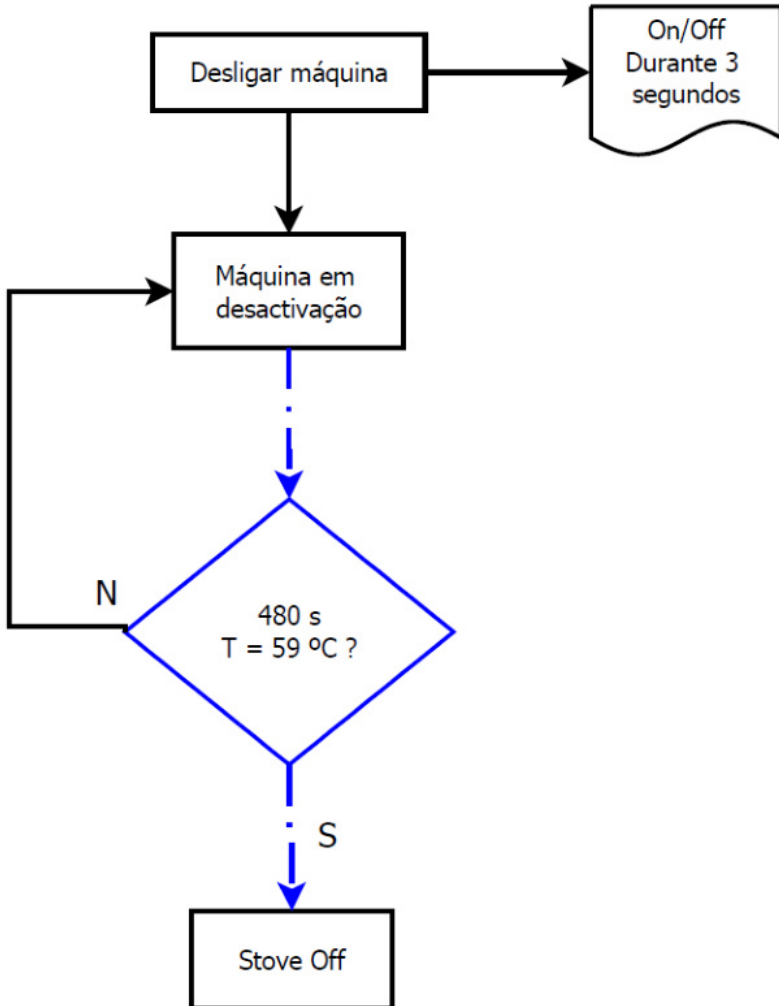 Desligar máquina
On/Off
Durante 3
segundos
Máquina em
desactivação
N
480 s
T = 59 ºC ?
S
Stove Off